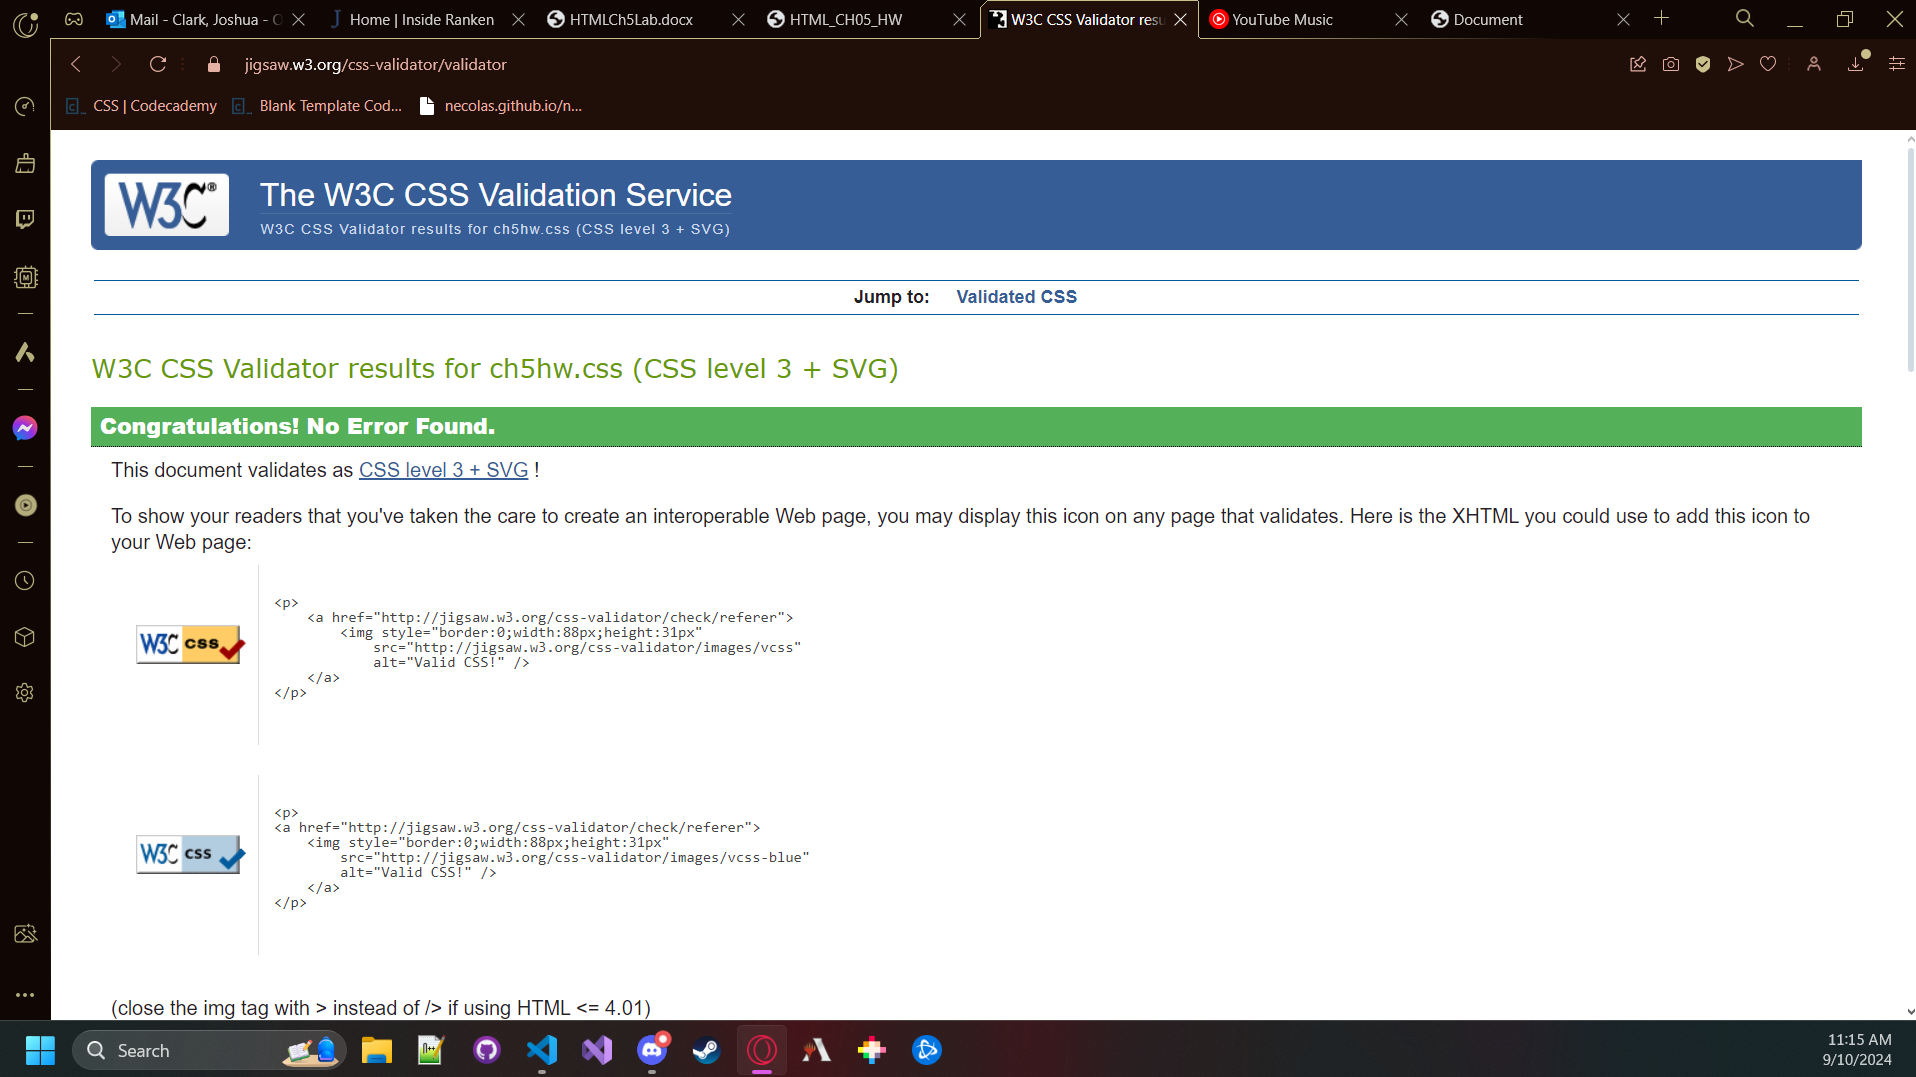 Mail - Clark, Joshua - O
Home | Inside Ranken
HTMLCh5Lab.docx
HTML_CH05_HW
W3C CSS Validator resu
YouTube Music
Document
jigsaw.w3.org/css-validator/validator
CSS | Codecademy
Blank Template Cod...
necolas.github.io/n...
W3C®
The W3C CSS Validation Service
W3C CSS Validator results for ch5hw.css (CSS level 3 + SVG)
Jump to: Validated CSS
W3C CSS Validator results for ch5hw.css (CSS level 3 + SVG)
Congratulations! No Error Found.
This document validates as CSS level 3 + SVG !
To show your readers that you've taken the care to create an interoperable Web page, you may display this icon on any page that validates. Here is the XHTML you could use to add this icon to
your Web page:
W3C css
<p>
<a href="http://jigsaw.w3.org/css-validator/check/referer">
<img style="border:0;width:88px;height:31px"
src="http://jigsaw.w3.org/css-validator/images/vcss"
alt="Valid CSS!" />
</a>
</p>
W3C css
<p>
<a href="http://jigsaw.w3.org/css-validator/check/referer">
<img style="border:0;width:88px;height:31px"
src="http://jigsaw.w3.org/css-validator/images/vcss-blue"
alt="Valid CSS!" />
</a>
</p>
(close the img tag with > instead of /> if using HTML <= 4.01)
Search
11:15 AM
9/10/2024